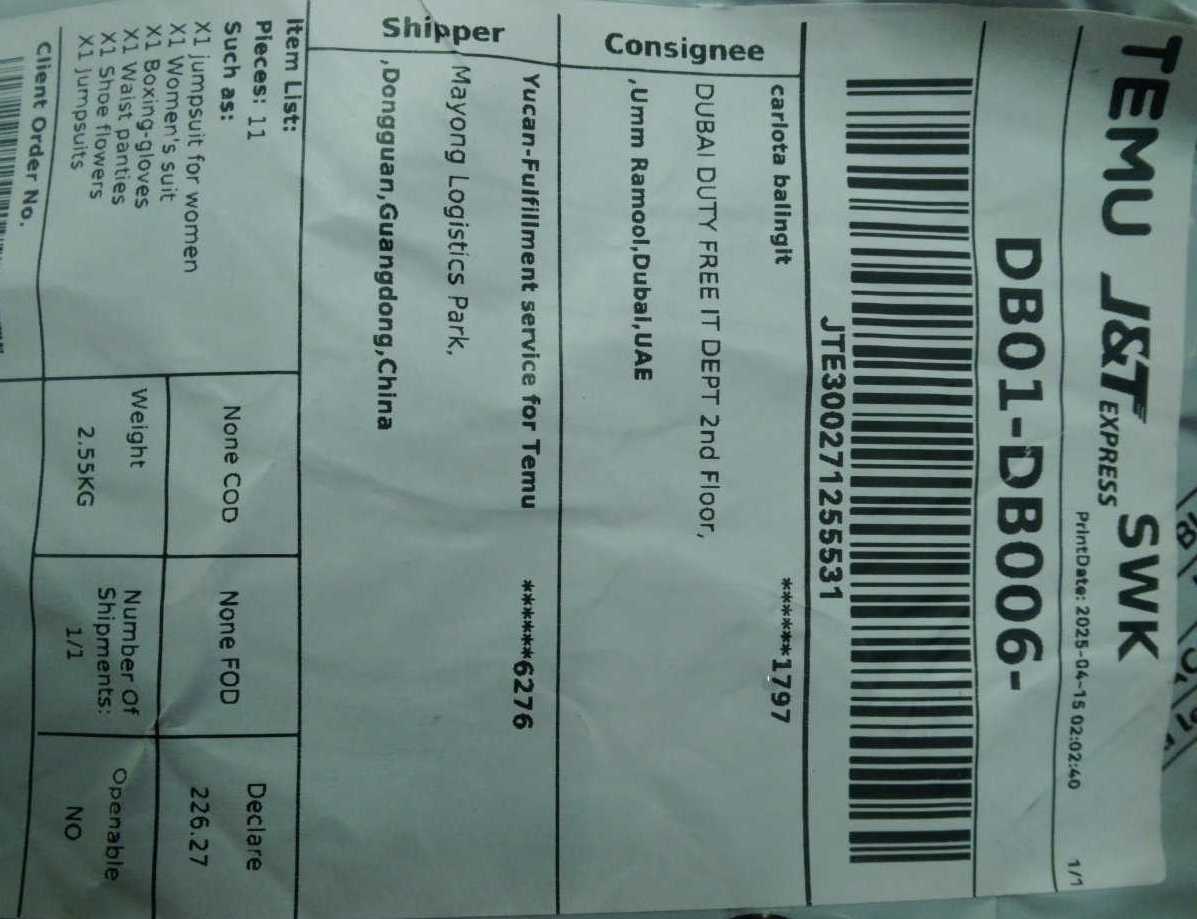 TEMU J&T EXPRESS SWK
PrintDate: 2025-04-15 02:02:40 1/1
DB01-DB006-
JTE300271255531
Consignee
carlota balingit ******1797
DUBAI DUTY FREE IT DEPT 2nd Floor,
,Umm Ramool,Dubai,UAE
Shipper
Yucan-Fulfillment service for Temu ******6276
Mayong Logistics Park,
,Dongguan,Guangdong,China
Item List:
Pieces: 11
Such as:
X1 jumpsuit for women
X1 Women's suit
X1 Boxing-gloves
X1 Waist panties
X1 Shoe flowers
X1 Jumpsuits
None COD
None FOD
Declare
226.27
Weight
2.55KG
Number Of
Shipments:
1/1
Openable
NO
Client Order No.